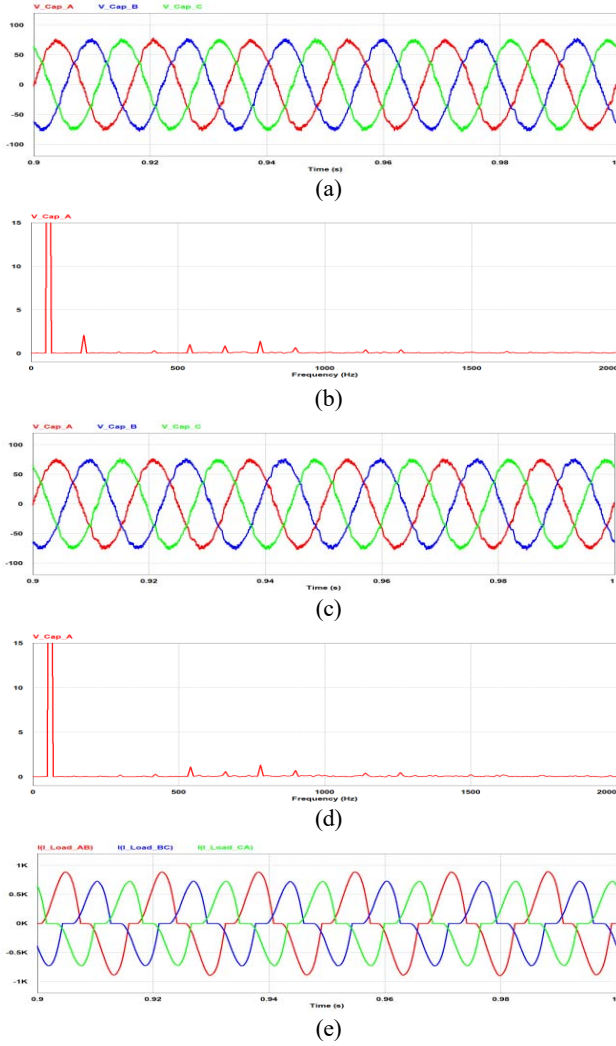 V_Cap_A V_Cap_B V_Cap_C
100
50
0
-50
-100
0.9 0.92 0.94 0.96 0.98 1
Time (s)
(a)
V_Cap_A
15
10
5
0
0 500 1000 1500 2000
Frequency (Hz)
(b)
V_Cap_A V_Cap_B V_Cap_C
100
50
0
-50
-100
0.9 0.92 0.94 0.96 0.98 1
Time (s)
(c)
V_Cap_A
15
10
5
0
0 500 1000 1500 2000
Frequency (Hz)
(d)
I(I_Load_AB) I(I_Load_BC) I(I_Load_CA)
1K
0.5K
0K
-0.5K
-1K
0.9 0.92 0.94 0.96 0.98 1
Time (s)
(e)